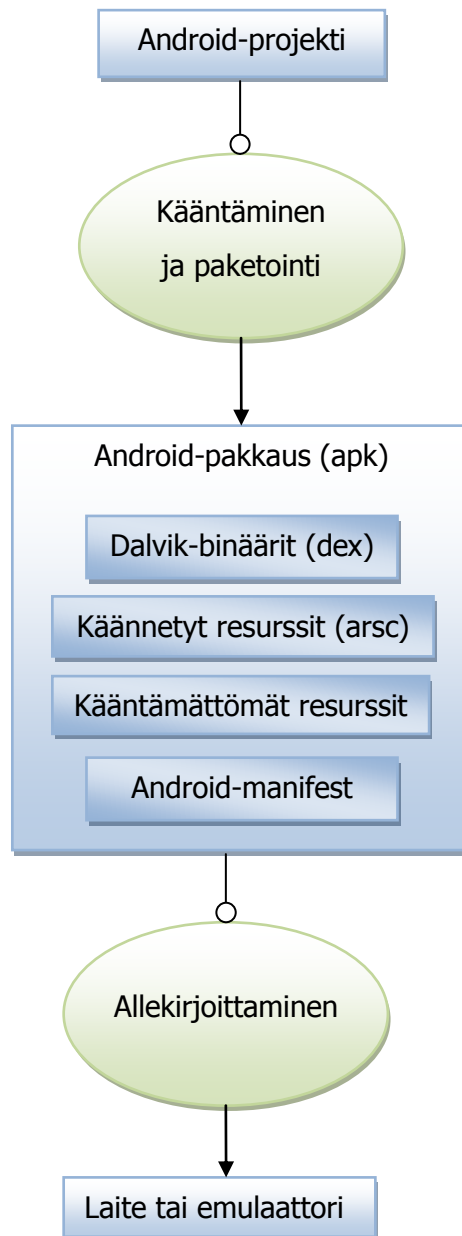 Android-projekti
Kääntäminen
ja paketointi
Android-pakkaus (apk)
Dalvik-binäärit (dex)
Käännetyt resurssit (arsc)
Kääntämättömät resurssit
Android-manifest
Allekirjoittaminen
Laite tai emulaattori